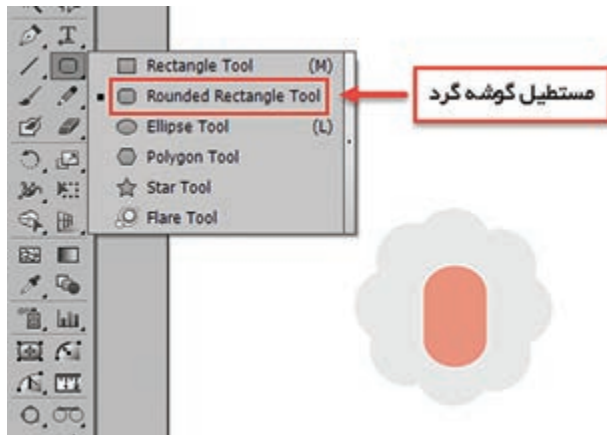 Rectangle Tool (M)
Rounded Rectangle Tool
مستطیل گوشه گرد
Ellipse Tool (L)
Polygon Tool
Star Tool
Flare Tool